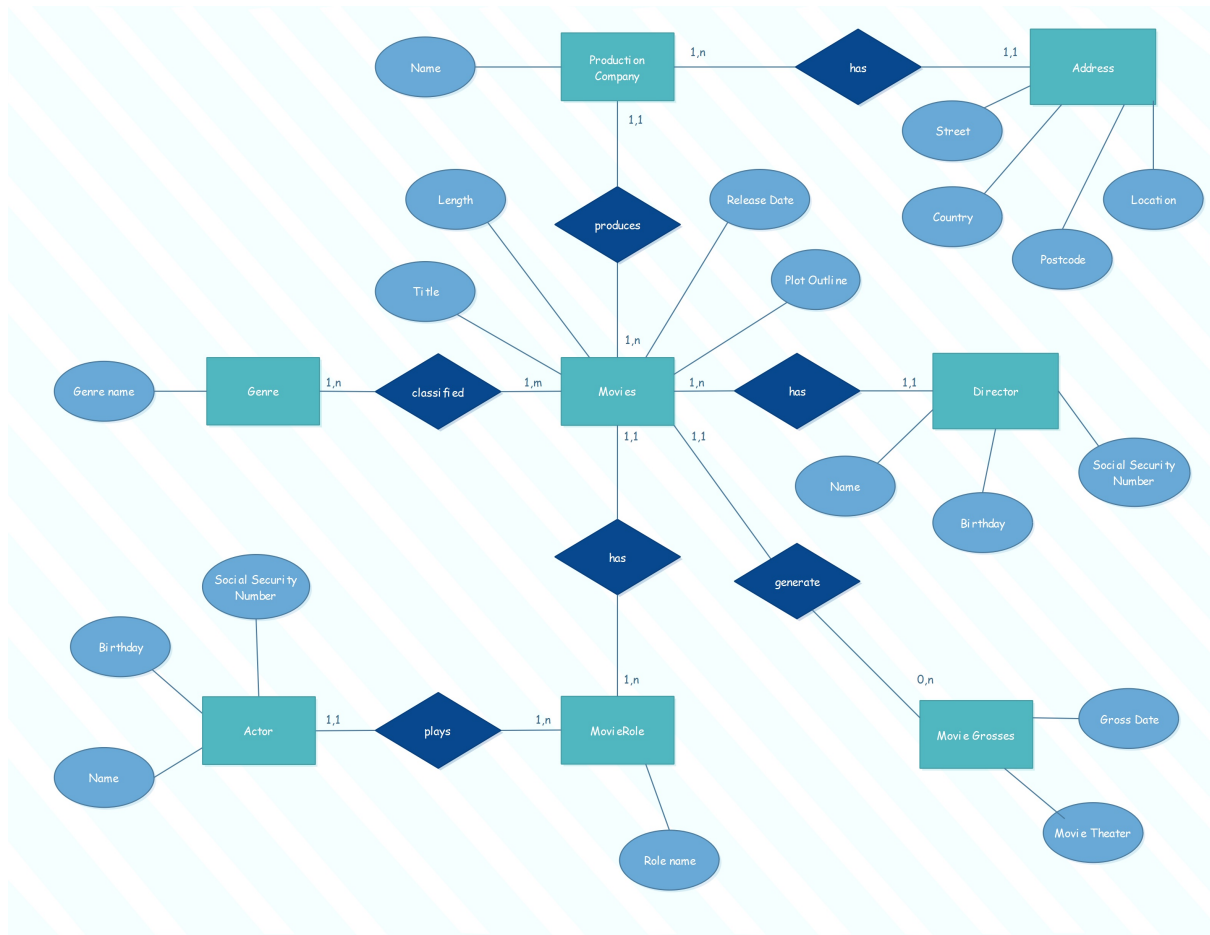 Name
Production
Company
1,n
has
1,1
Address
Street
Country
Postcode
Location
1,1
produces
Length
Release Date
Title
Plot Outline
1,n
Genre name
Genre
1,n
classified
1,m
Movies
1,n
has
1,1
Director
Name
Birthday
Social Security
Number
1,1
1,1
has
generate
Social Security
Number
Birthday
Name
Actor
1,1
plays
1,n
1,n
MovieRole
Role name
0,n
Movie Grosses
Gross Date
Movie Theater